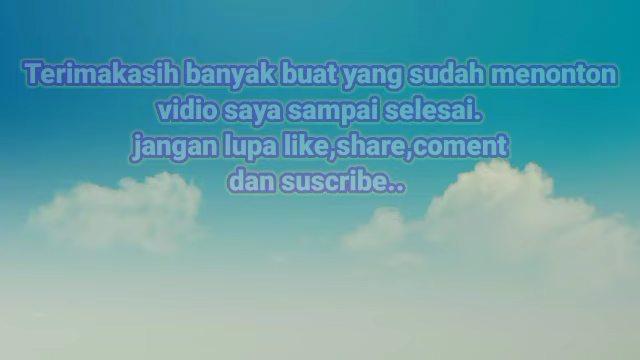 Terimakasih banyak buat yang sudah menonton
vidio saya sampai selesai.
jangan lupa like,share,coment
dan suscribe..